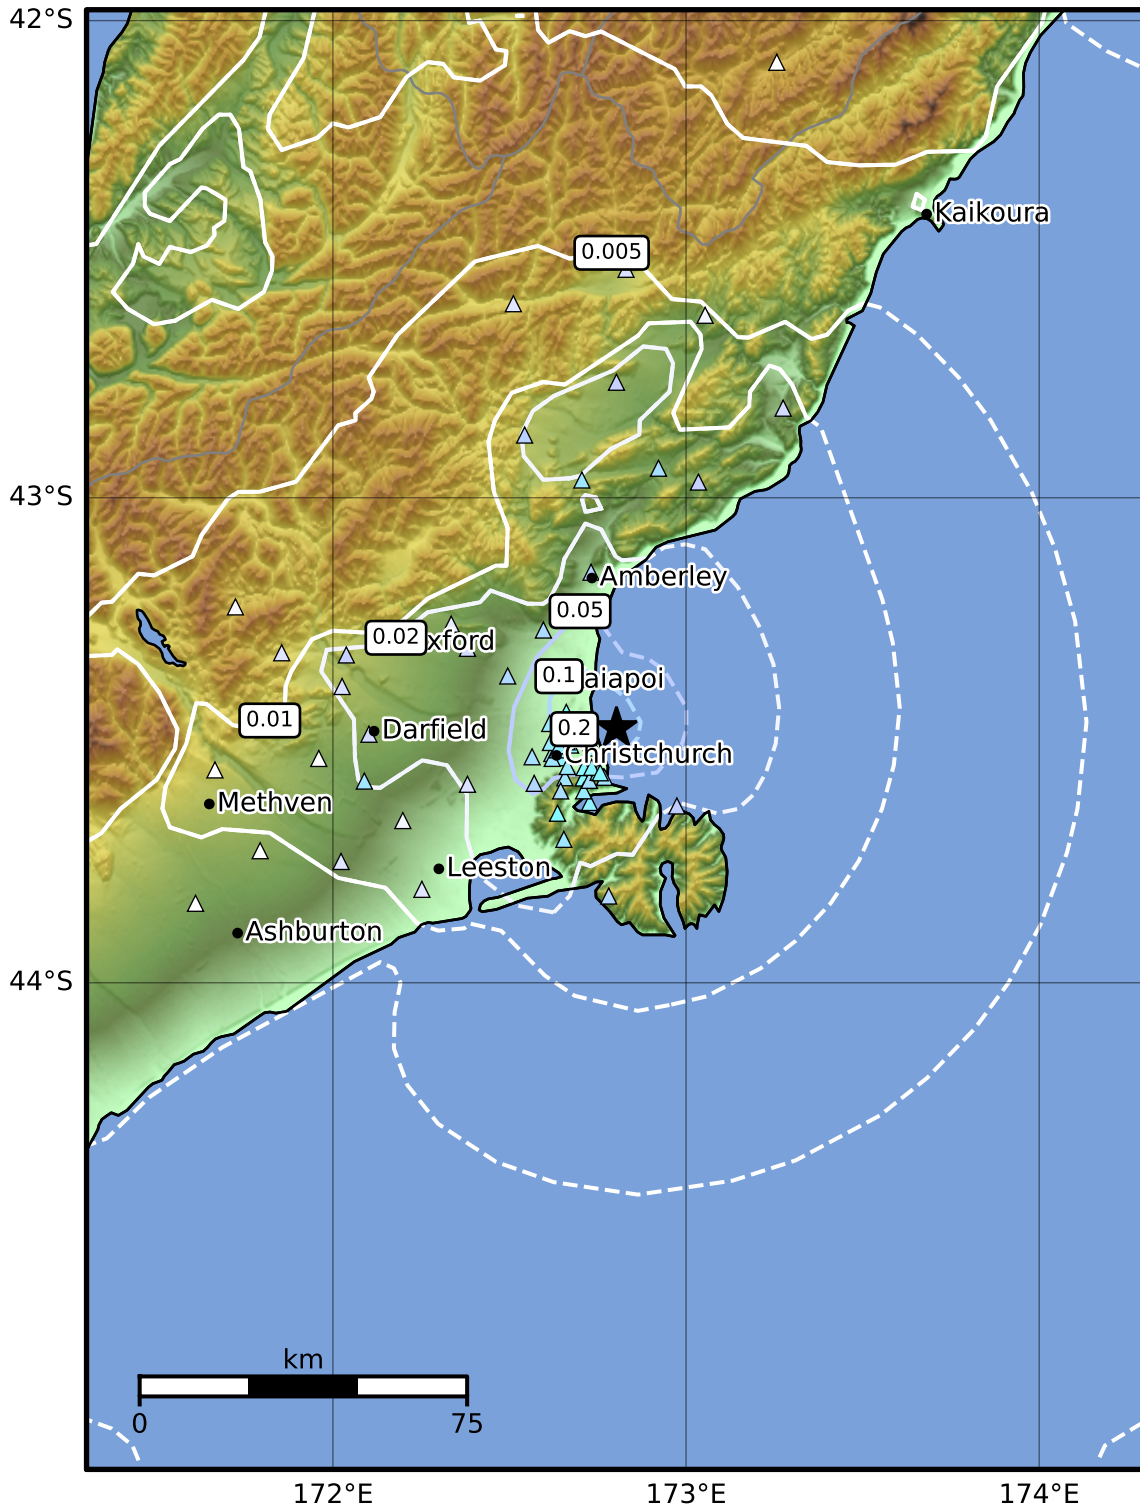 42°S
Kaikoura
0.005
43°S
Amberley
0.05
0.02
xford
0.1
aiapoi
0.01
0.2
Darfield
Christchurch
Methven
Leeston
Ashburton
44°S
km
0
75
172°E
173°E
174°E